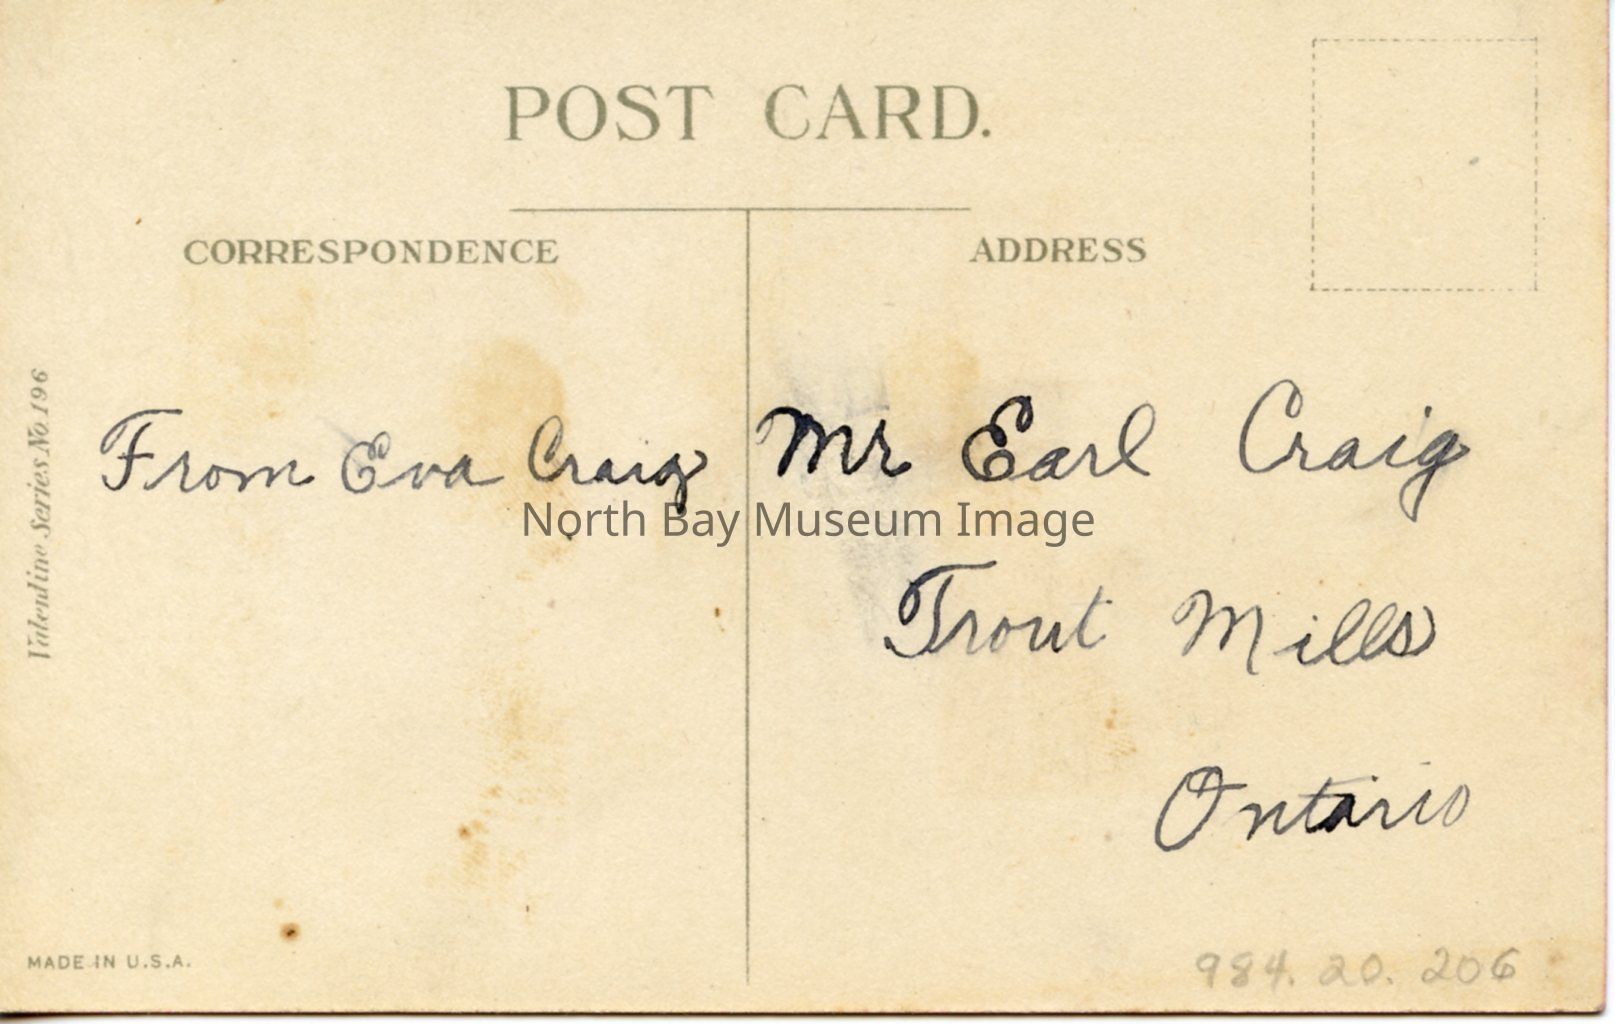 POST CARD.
CORRESPONDENCE
ADDRESS
Valentine Series No. 196
From Eva Craig
Mr Earl Craig
North Bay Museum Image
Trout Mills
Ontario
MADE IN U.S.A.
984. 20. 206